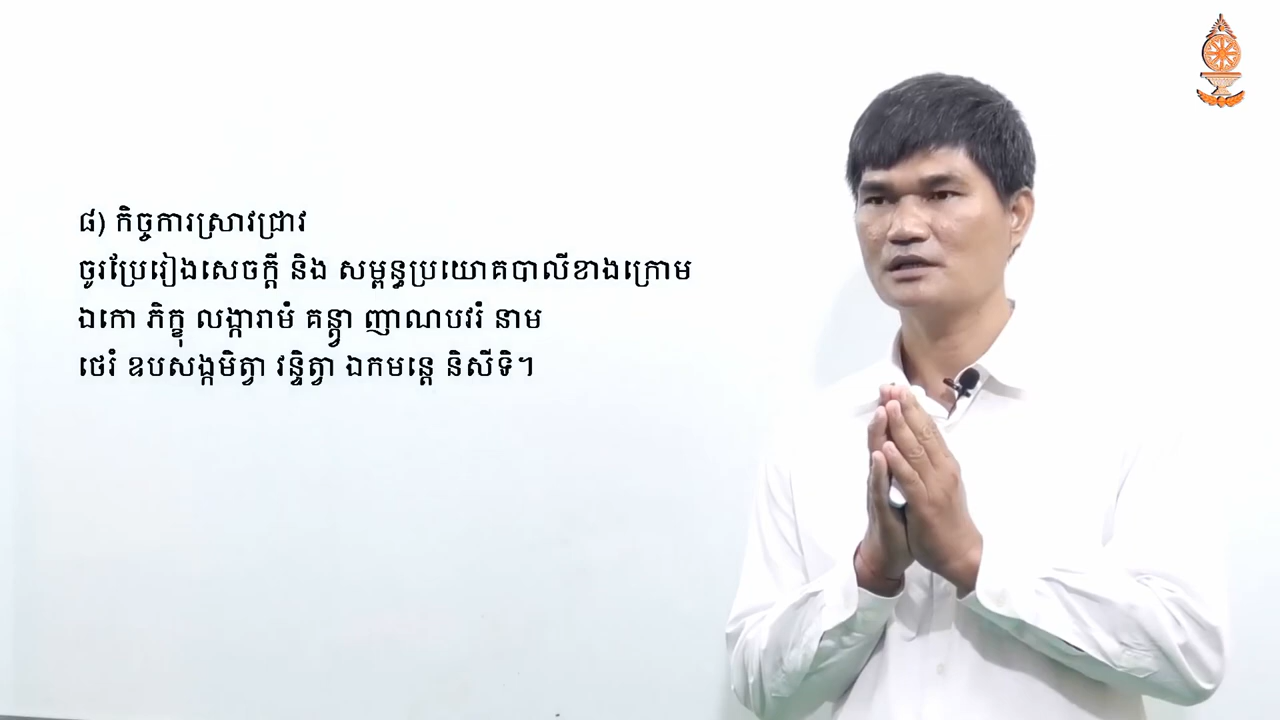 ៨) កិច្ចការស្រាវជ្រាវ
ចូរប្រែរៀងសេចក្តី និង សម្ពន្ធប្រយោគបាលីខាងក្រោម
ឯកោ ភិក្ខុ លង្ការាមំ គន្ត្វា ញាណបវរំ នាម
ថេរំ ឧបសង្កមិត្វា វន្ទិត្វា ឯកមន្តេ និសីទិ។